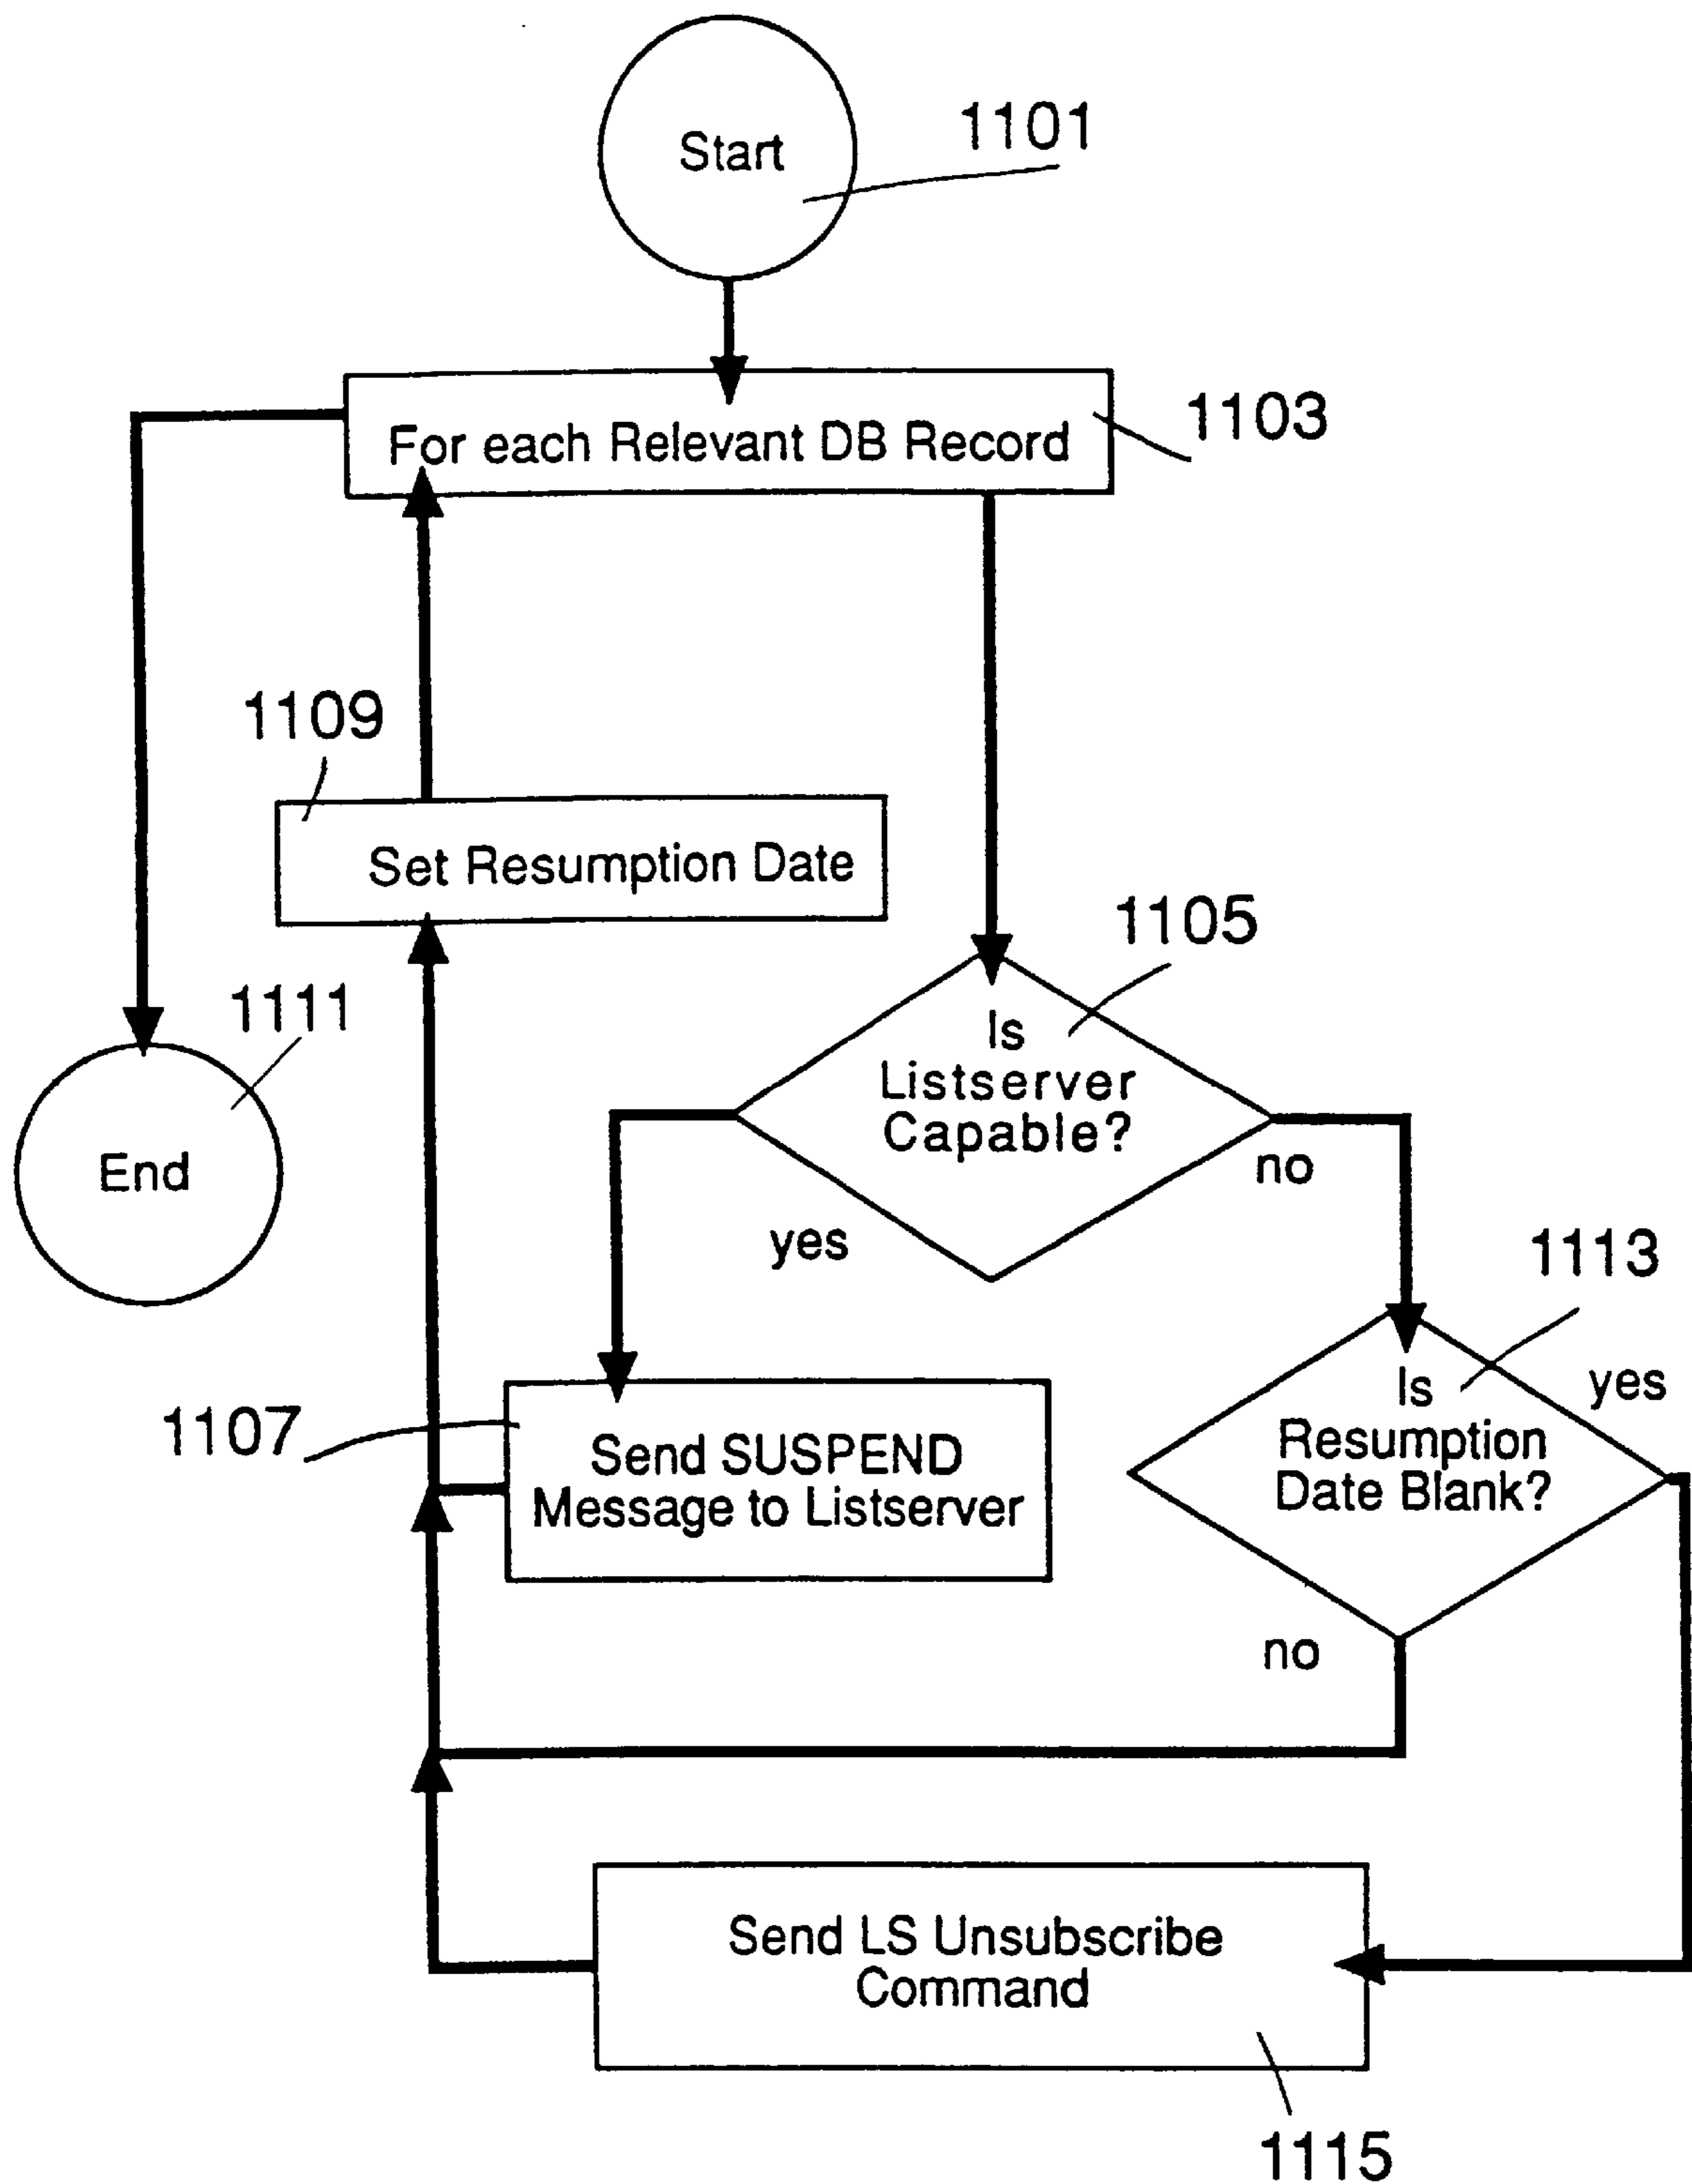 Start
1101
For each Relevant DB Record
1103
1109
Set Resumption Date
1105
1111
Is
Listserver
Capable?
End
no
yes
1113
Is
Resumption
Date Blank?
yes
1107
Send SUSPEND
Message to Listserver
no
Send LS Unsubscribe
Command
1115